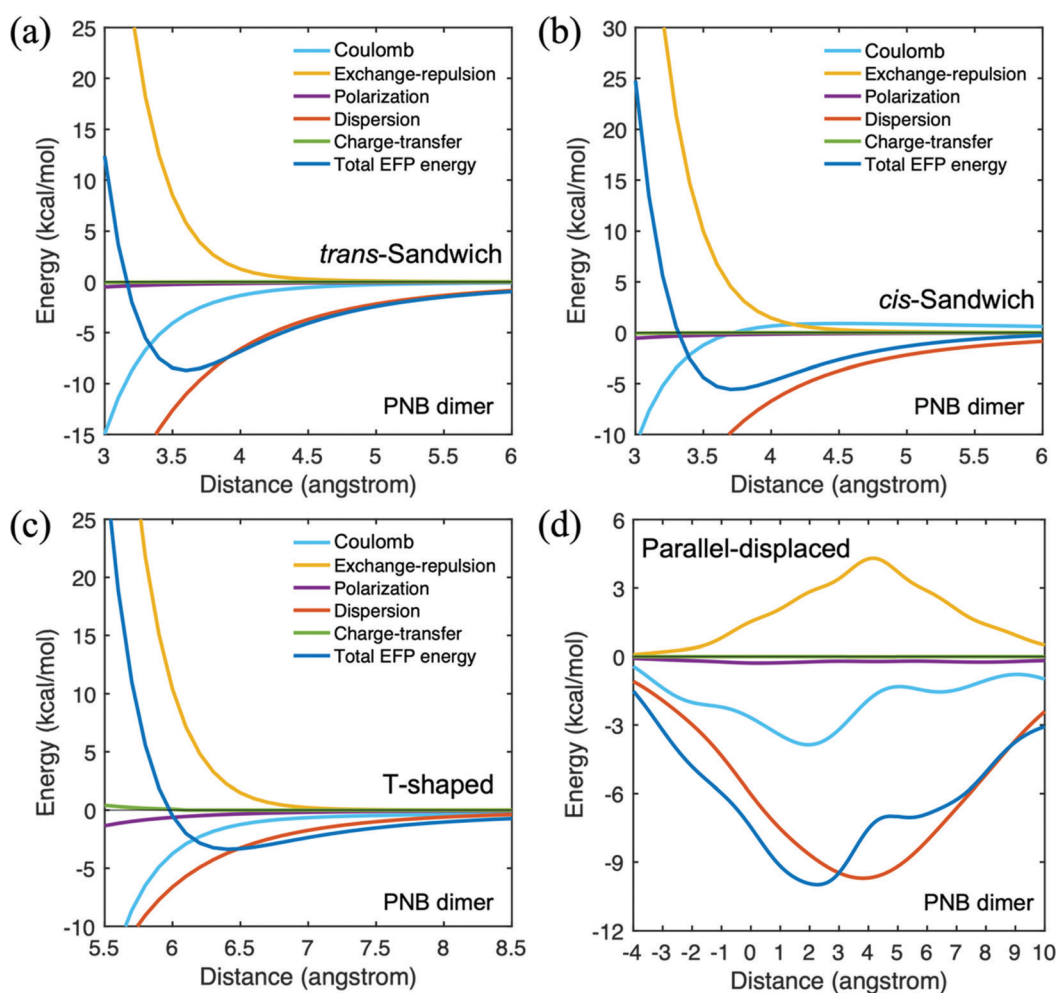 (a)
25
20
15
10
5
0
-5
-10
-15
Energy (kcal/mol)
Coulomb
Exchange-repulsion
Polarization
Dispersion
Charge-transfer
Total EFP energy
trans-Sandwich
PNB dimer
3 3.5 4 4.5 5 5.5 6
Distance (angstrom)
(b)
30
25
20
15
10
5
0
-5
-10
Energy (kcal/mol)
Coulomb
Exchange-repulsion
Polarization
Dispersion
Charge-transfer
Total EFP energy
cis-Sandwich
PNB dimer
3 3.5 4 4.5 5 5.5 6
Distance (angstrom)
(c)
25
20
15
10
5
0
-5
-10
Energy (kcal/mol)
Coulomb
Exchange-repulsion
Polarization
Dispersion
Charge-transfer
Total EFP energy
T-shaped
PNB dimer
5.5 6 6.5 7 7.5 8 8.5
Distance (angstrom)
(d)
6
3
0
-3
-6
-9
-12
Energy (kcal/mol)
Parallel-displaced
PNB dimer
-4 -3 -2 -1 0 1 2 3 4 5 6 7 8 9 10
Distance (angstrom)